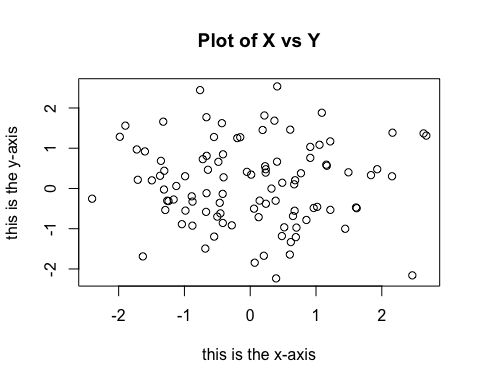 Plot of X vs Y
this is the y-axis
2
1
0
-1
-2
-2 -1 0 1 2
this is the x-axis